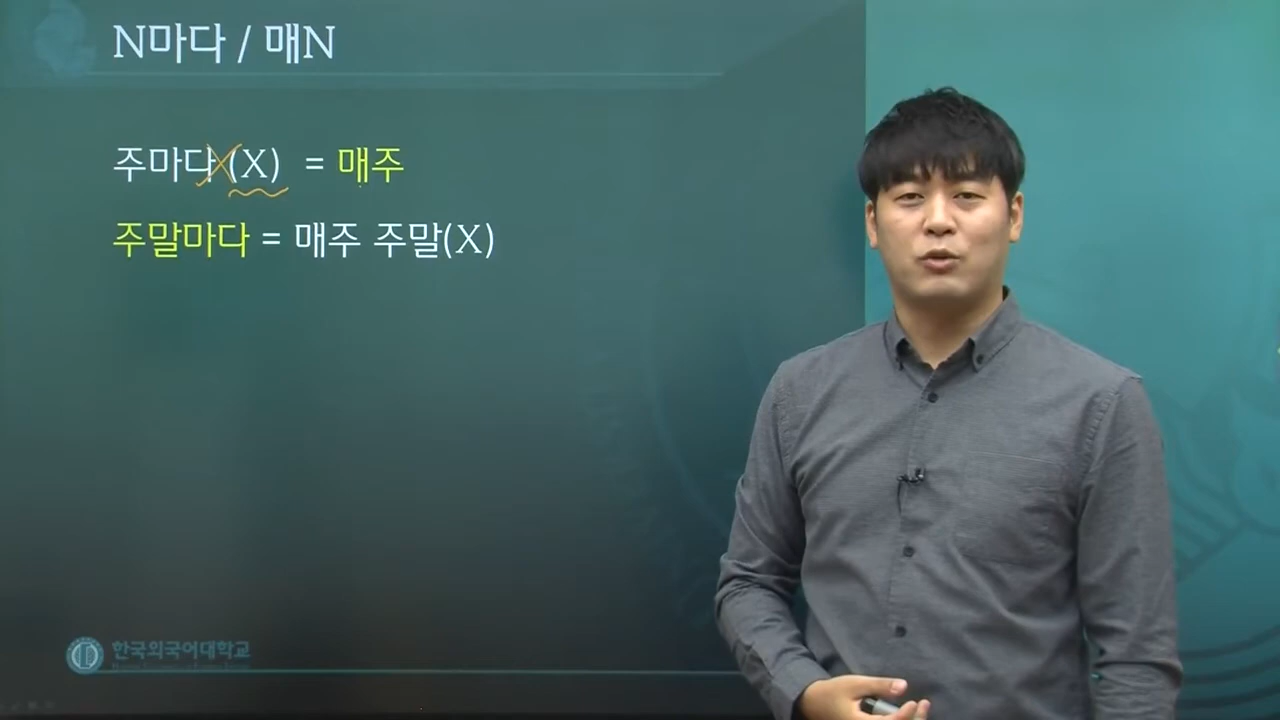 N마다 / 매N
주마다 (X) = 매주
주말마다 = 매주 주말(X)
한국외국어대학교